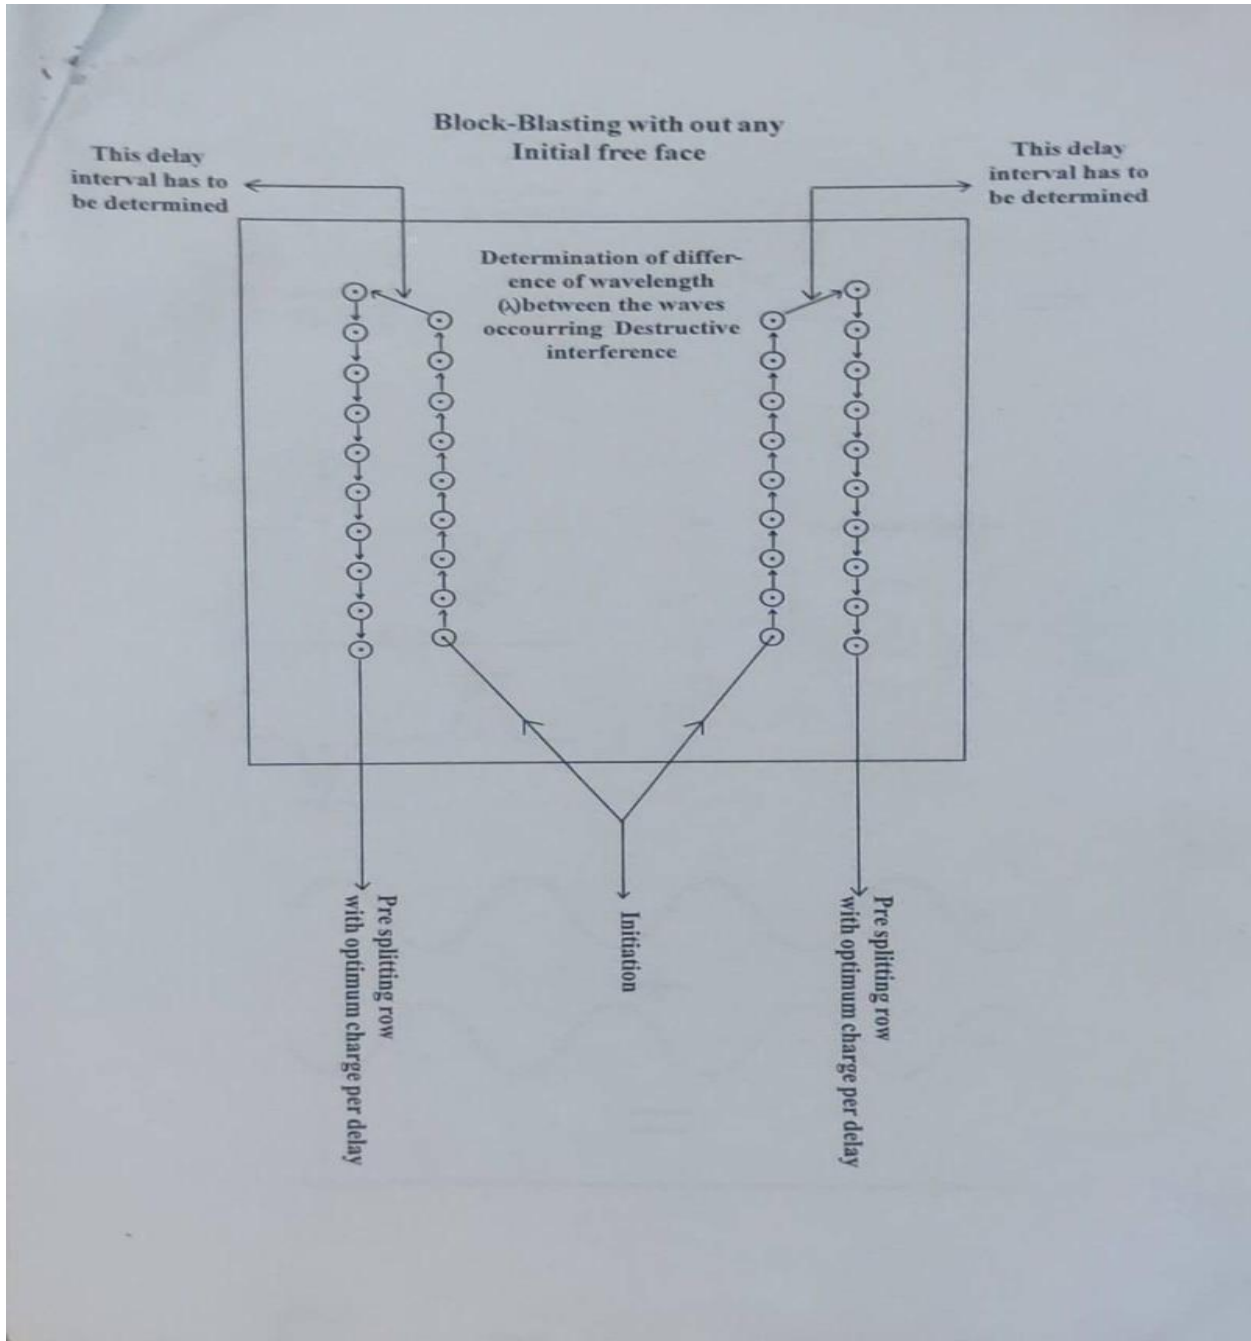 Block-Blasting with out any
Initial free face
This delay
interval has to
be determined
This delay
interval has to
be determined
Determination of differ-
ence of wavelength
(λ)between the waves
occourring Destructive
interference
Pre splitting row
with optimum charge per delay
Initiation
Pre splitting row
with optimum charge per delay